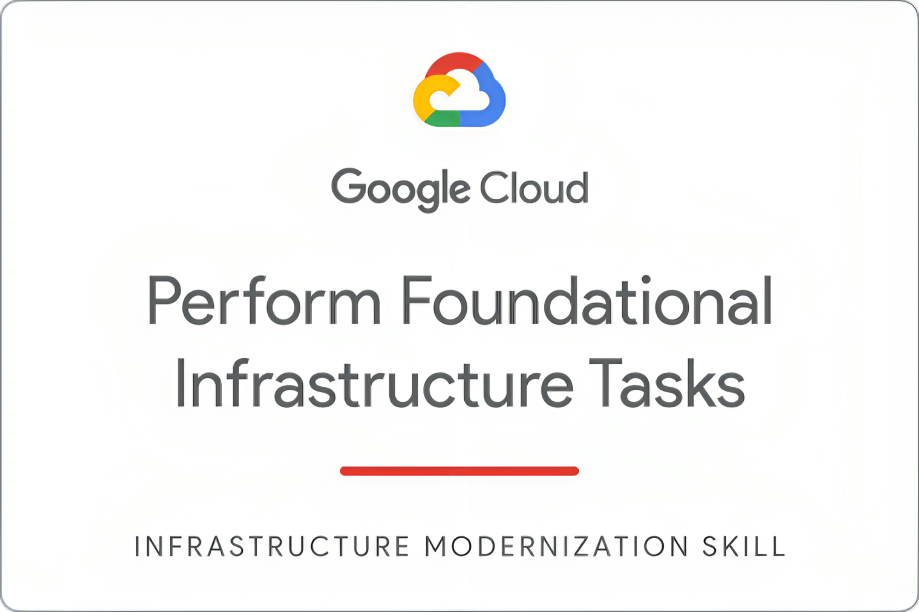 Google Cloud
Perform Foundational
Infrastructure Tasks
INFRASTRUCTURE MODERNIZATION SKILL